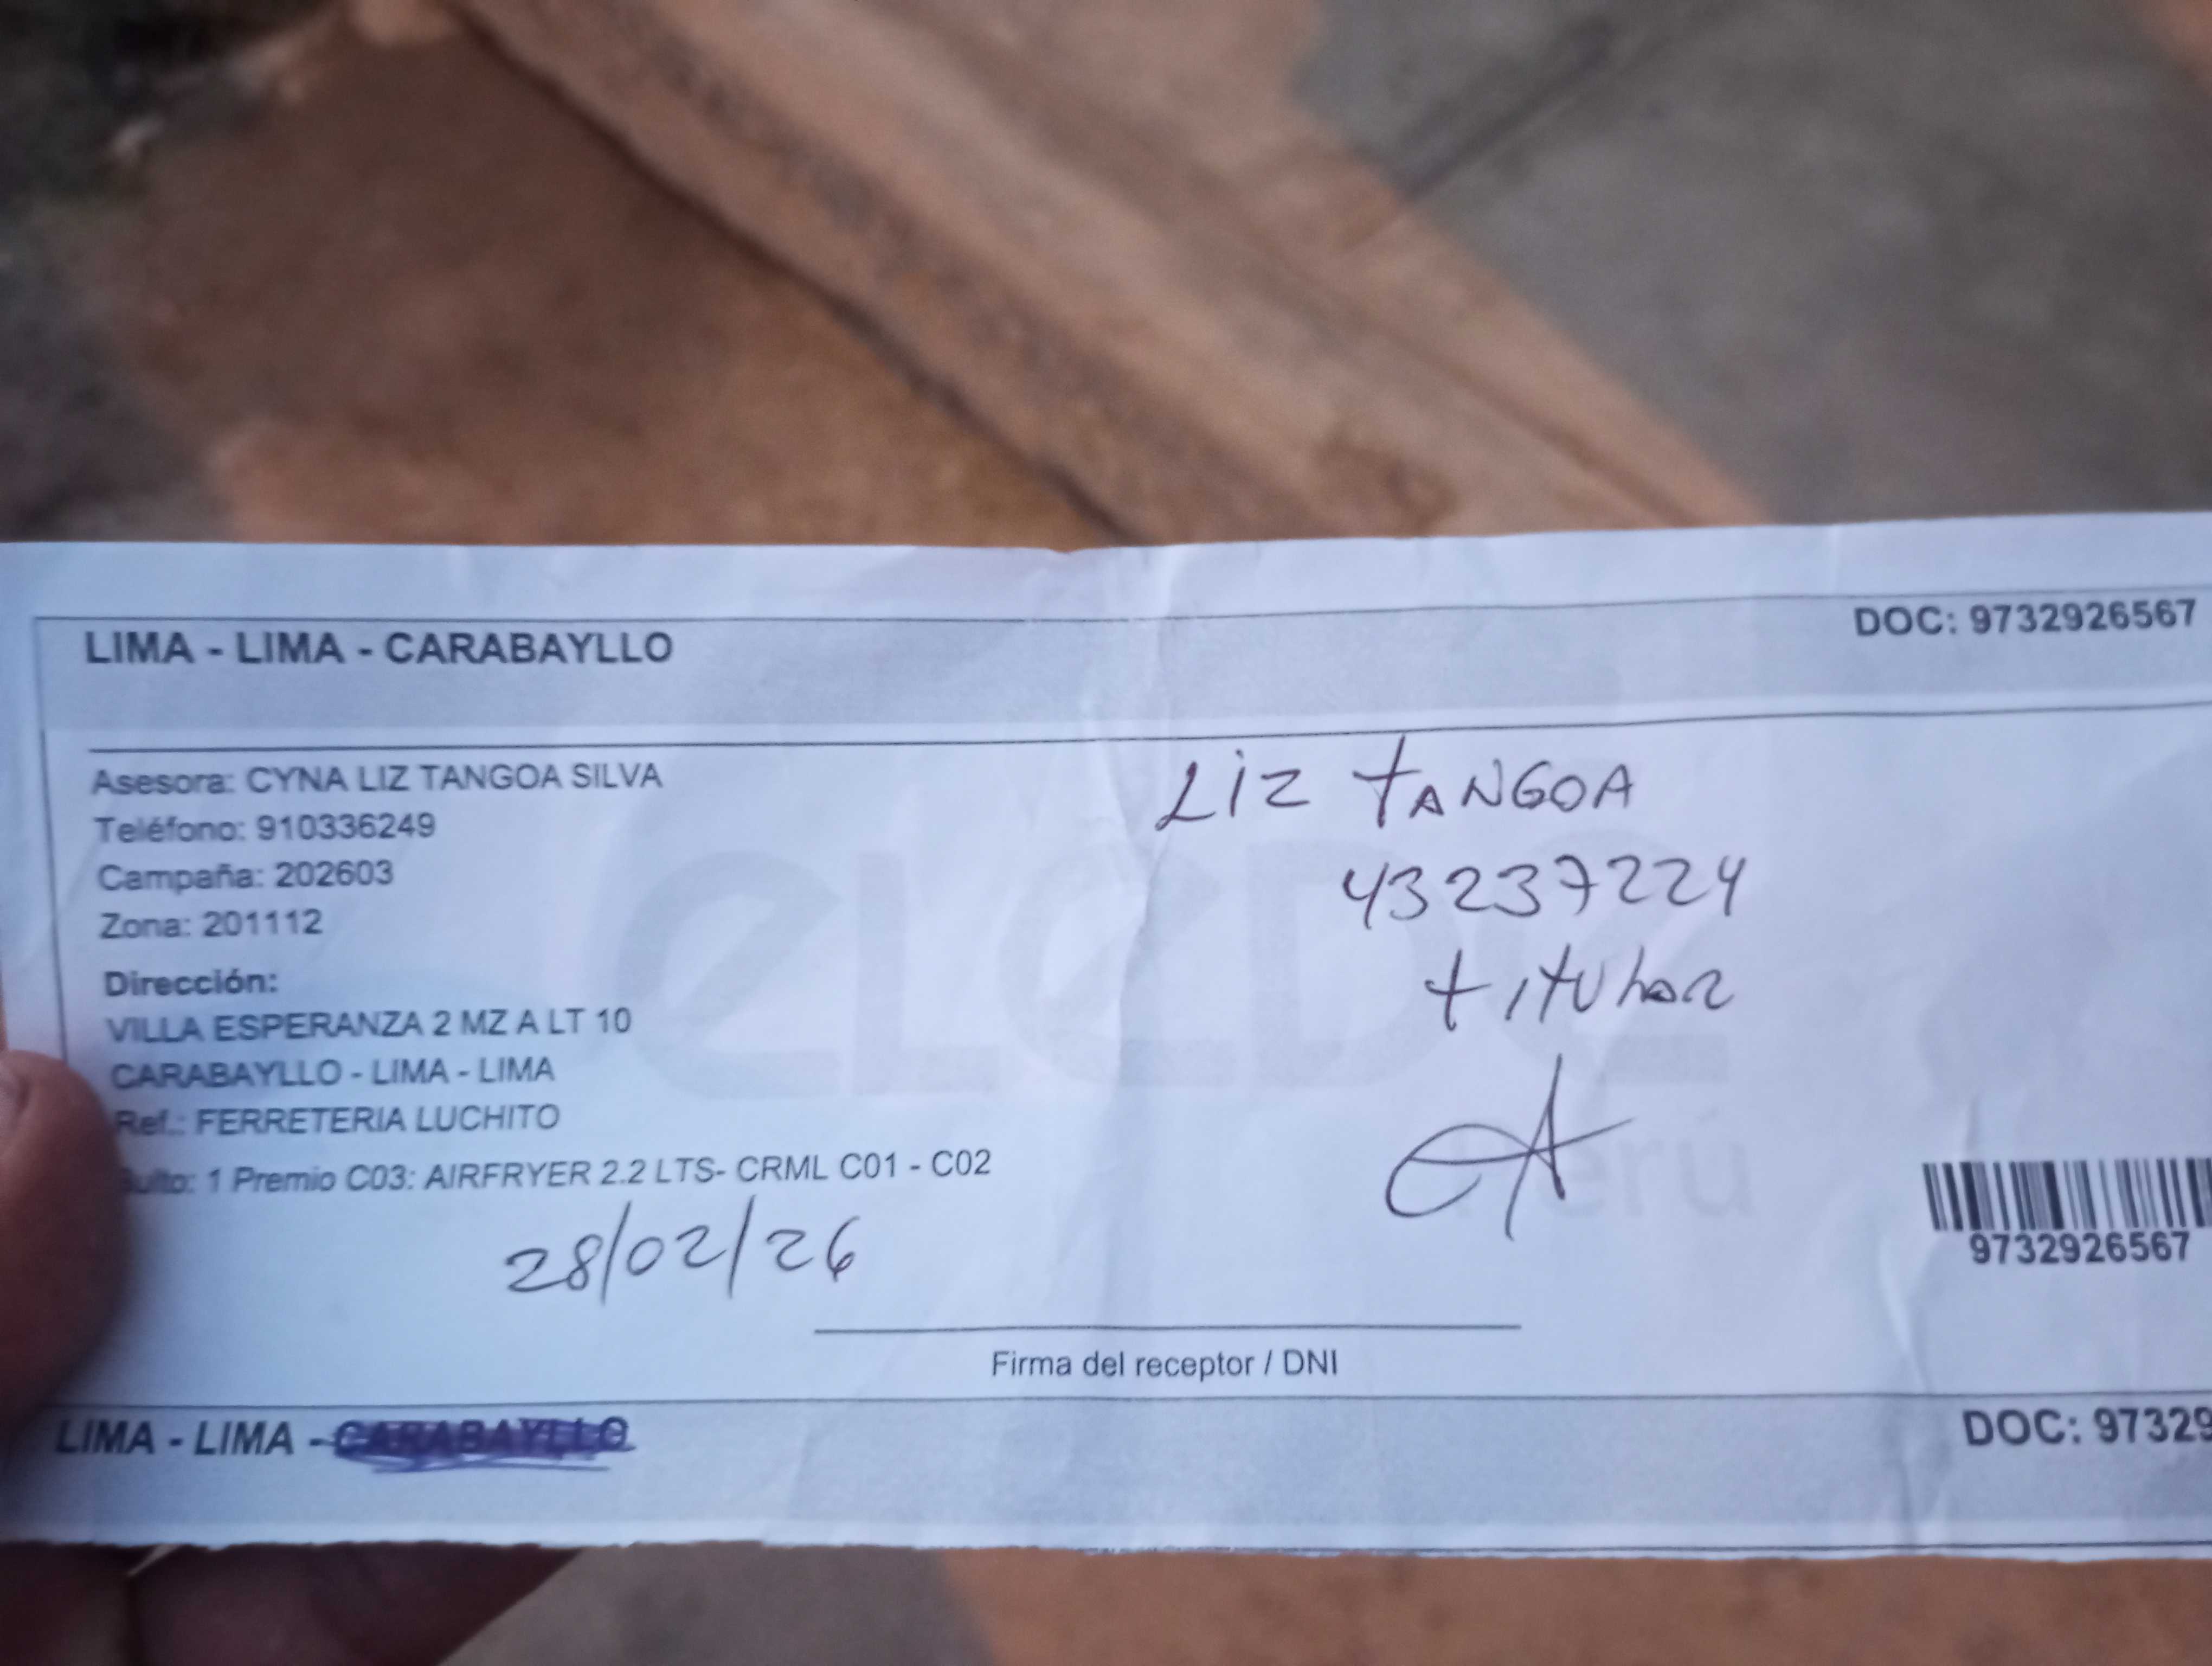 LIMA - LIMA - CARABAYLLO
DOC: 9732926567
Asesora: CYNA LIZ TANGOA SILVA
Teléfono: 910336249
Campaña: 202603
Zona: 201112
Dirección:
VILLA ESPERANZA 2 MZ A LT 10
CARABAYLLO - LIMA - LIMA
Ref.: FERRETERIA LUCHITO
1 Premio C03: AIRFRYER 2.2 LTS- CRML C01 - C02
28/02/26
LIZ TANGOA
43237224
titular
9732926567
Firma del receptor / DNI
LIMA - LIMA - CARABAYLLO
DOC: 97329